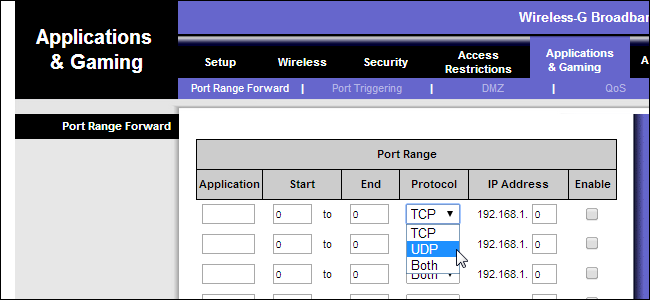 Wireless-G Broadba
Applications
& Gaming
Setup Wireless Security Access Restrictions Applications & Gaming A
Port Range Forward | Port Triggering | DMZ | QoS
Port Range Forward
Port Range
Application Start End Protocol IP Address Enable
0 to 0 TCP 192.168.1. 0
TCP
0 to 0 UDP 192.168.1. 0
Both
0 to 0 Both 192.168.1. 0